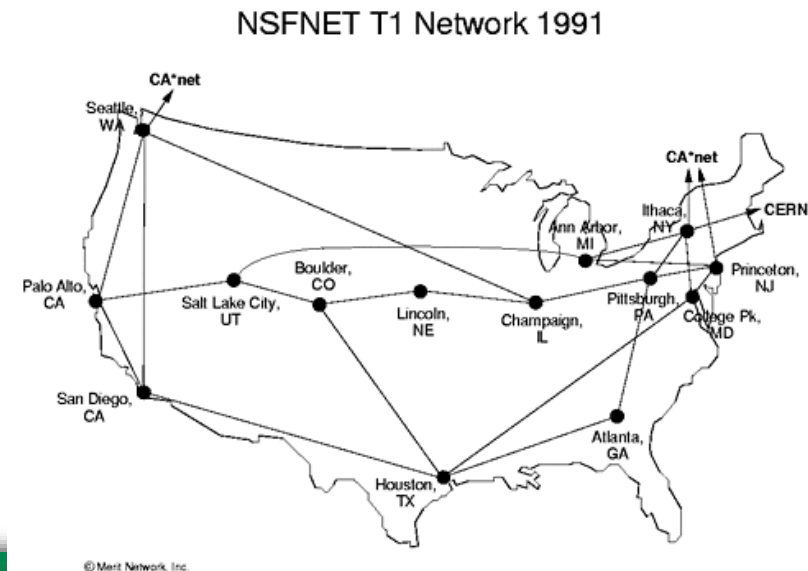 NSFNET T1 Network 1991
CA*net
Seattle,
WA
CA*net
Ithaca,
NY
CERN
Ann Arbor,
MI
Boulder,
CO
Palo Alto,
CA
Salt Lake City,
UT
Lincoln,
NE
Champaign,
IL
Pittsburgh,
PA
Princeton,
NJ
College Pk,
MD
San Diego,
CA
Atlanta,
GA
Houston,
TX
© Merit Network, Inc.